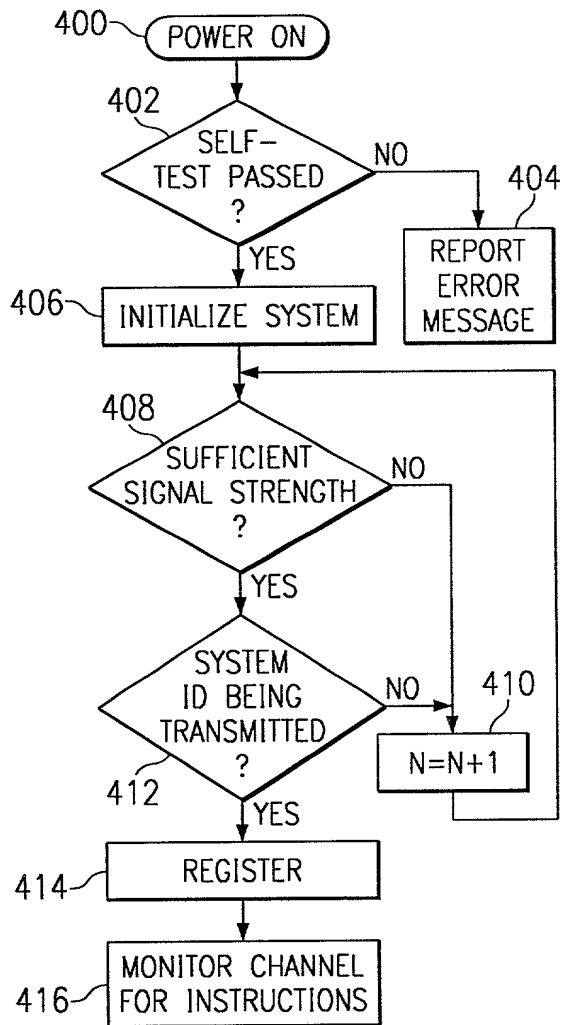 400
POWER ON
402
SELF-
TEST PASSED
?
NO
404
REPORT
ERROR
MESSAGE
YES
406
INITIALIZE SYSTEM
408
SUFFICIENT
SIGNAL STRENGTH
?
NO
YES
SYSTEM
ID BEING
TRANSMITTED
?
NO
410
N=N+1
412
YES
414
REGISTER
416
MONITOR CHANNEL
FOR INSTRUCTIONS